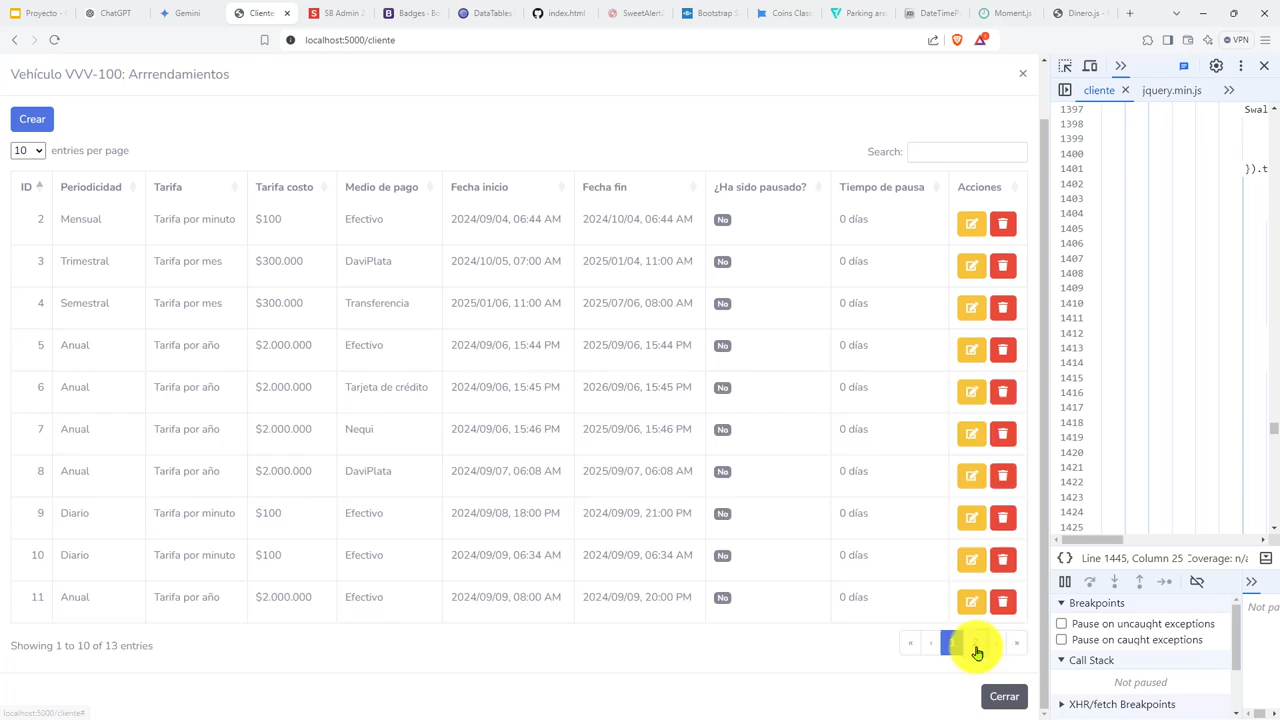 Proyecto -
ChatGPT
Gemini
Cliente
SB Admin
Badges - Bo
DataTables
index.html
SweetAlert
Bootstrap S
Coins Classi
Parking are
DateTimeP
Moment.js
Dinero.js -
localhost:5000/cliente
VPN
Vehículo VVV-100: Arrrendamientos
Crear
10 entries per page
Search:
ID Periodicidad Tarifa Tarifa costo Medio de pago Fecha inicio Fecha fin ¿Ha sido pausado? Tiempo de pausa Acciones
2 Mensual Tarifa por minuto $100 Efectivo 2024/09/04, 06:44 AM 2024/10/04, 06:44 AM No 0 días
3 Trimestral Tarifa por mes $300.000 DaviPlata 2024/10/05, 07:00 AM 2025/01/04, 11:00 AM No 0 días
4 Semestral Tarifa por mes $300.000 Transferencia 2025/01/06, 11:00 AM 2025/07/06, 08:00 AM No 0 días
5 Anual Tarifa por año $2.000.000 Efectivo 2024/09/06, 15:44 PM 2025/09/06, 15:44 PM No 0 días
6 Anual Tarifa por año $2.000.000 Tarjeta de crédito 2024/09/06, 15:45 PM 2026/09/06, 15:45 PM No 0 días
7 Anual Tarifa por año $2.000.000 Nequi 2024/09/06, 15:46 PM 2025/09/06, 15:46 PM No 0 días
8 Anual Tarifa por año $2.000.000 DaviPlata 2024/09/07, 06:08 AM 2025/09/07, 06:08 AM No 0 días
9 Diario Tarifa por minuto $100 Efectivo 2024/09/08, 18:00 PM 2024/09/09, 21:00 PM No 0 días
10 Diario Tarifa por minuto $100 Efectivo 2024/09/09, 06:34 AM 2024/09/09, 06:34 AM No 0 días
11 Anual Tarifa por año $2.000.000 Efectivo 2024/09/09, 08:00 AM 2024/09/09, 20:00 PM No 0 días
Showing 1 to 10 of 13 entries
« ‹ 1 »
Cerrar
localhost:5000/cliente#
cliente
jquery.min.js
1397 Swal
1398
1399
1400
1401 }).t
1402
1403
1404
1405
1406
1407
1408
1409
1410
1411
1412
1413
1414
1415
1416
1417
1418
1419
1420
1421
1422
1423
1424
1425
{ } Line 1445, Column 25 Coverage: n/a
Breakpoints
Pause on uncaught exceptions
Pause on caught exceptions
Call Stack
Not paused
XHR/fetch Breakpoints
Not pa